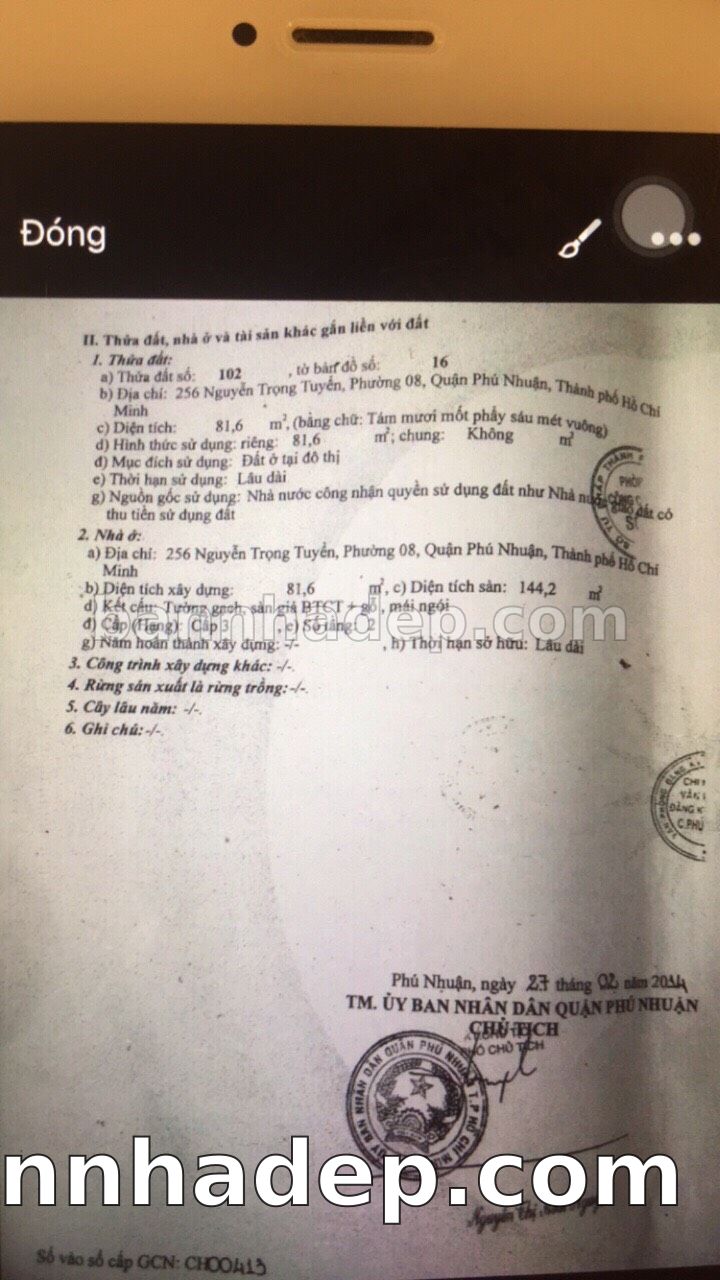 Đóng
II. Thửa đất, nhà ở và tài sản khác gắn liền với đất
1. Thửa đất:
a) Thửa đất số: 102 , tờ bản đồ số: 16
b) Địa chỉ: 256 Nguyễn Trọng Tuyển, Phường 08, Quận Phú Nhuận, Thành phố Hồ Chí
Minh
c) Diện tích: 81,6 m², (bằng chữ: Tám mươi mốt phẩy sáu mét vuông)
d) Hình thức sử dụng: riêng: 81,6 m²; chung: Không m²
đ) Mục đích sử dụng: Đất ở tại đô thị
e) Thời hạn sử dụng: Lâu dài
g) Nguồn gốc sử dụng: Nhà nước công nhận quyền sử dụng đất như Nhà nước giao đất có
thu tiền sử dụng đất
2. Nhà ở:
a) Địa chỉ: 256 Nguyễn Trọng Tuyển, Phường 08, Quận Phú Nhuận, Thành phố Hồ Chí
Minh
b) Diện tích xây dựng: 81,6 m², c) Diện tích sàn: 144,2 m²
d) Kết cấu: Tường gạch, sàn giả BTCT + gỗ, mái ngói
đ) Cấp (Hạng): Cấp 3 , e) Số tầng: 2
g) Năm hoàn thành xây dựng: -/- , h) Thời hạn sở hữu: Lâu dài
nnhadep.com
3. Công trình xây dựng khác: -/-.
4. Rừng sản xuất là rừng trồng: -/-.
5. Cây lâu năm: -/-.
6. Ghi chú: -/-.
Phú Nhuận, ngày 27 tháng 02 năm 2014
TM. ỦY BAN NHÂN DÂN QUẬN PHÚ NHUẬN
CHỦ TỊCH
PHÓ CHỦ TỊCH
nnhadep.com
Nguyễn Thị
Số vào sổ cấp GCN: CH00413